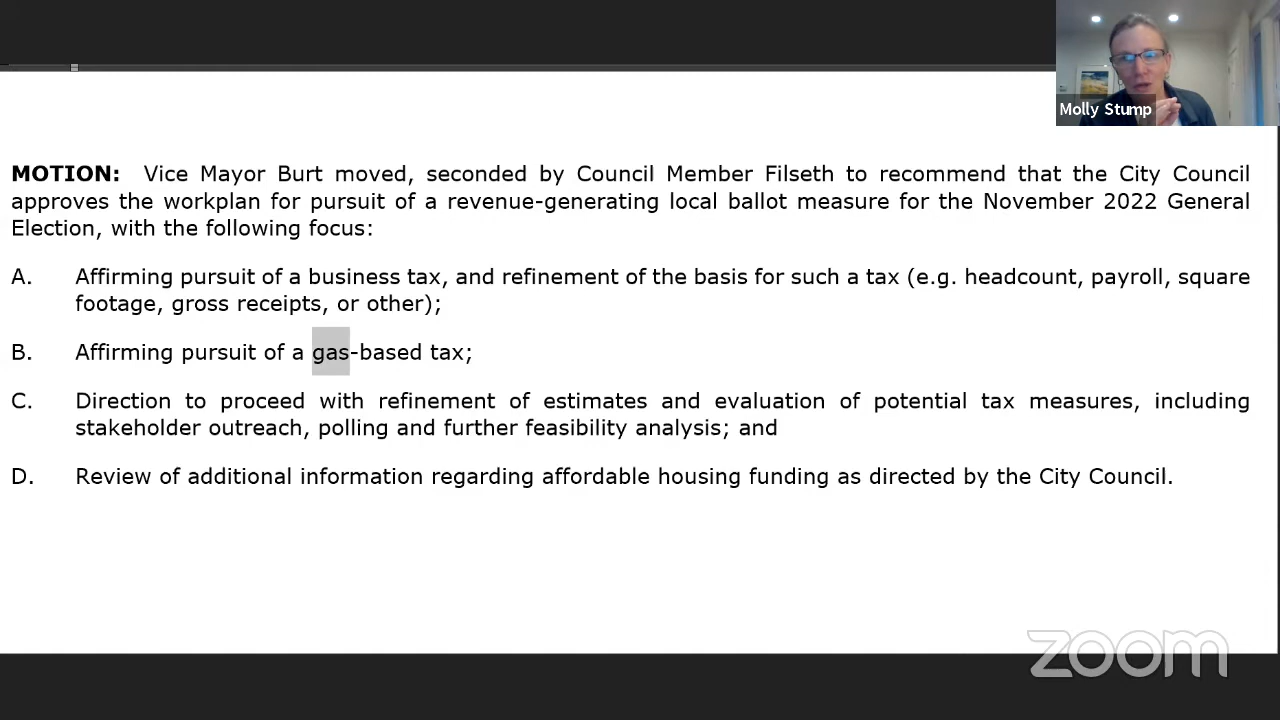 Molly Stump
MOTION: Vice Mayor Burt moved, seconded by Council Member Filseth to recommend that the City Council
approves the workplan for pursuit of a revenue-generating local ballot measure for the November 2022 General
Election, with the following focus:
A. Affirming pursuit of a business tax, and refinement of the basis for such a tax (e.g. headcount, payroll, square
footage, gross receipts, or other);
B. Affirming pursuit of a gas-based tax;
C. Direction to proceed with refinement of estimates and evaluation of potential tax measures, including
stakeholder outreach, polling and further feasibility analysis; and
D. Review of additional information regarding affordable housing funding as directed by the City Council.
zoom